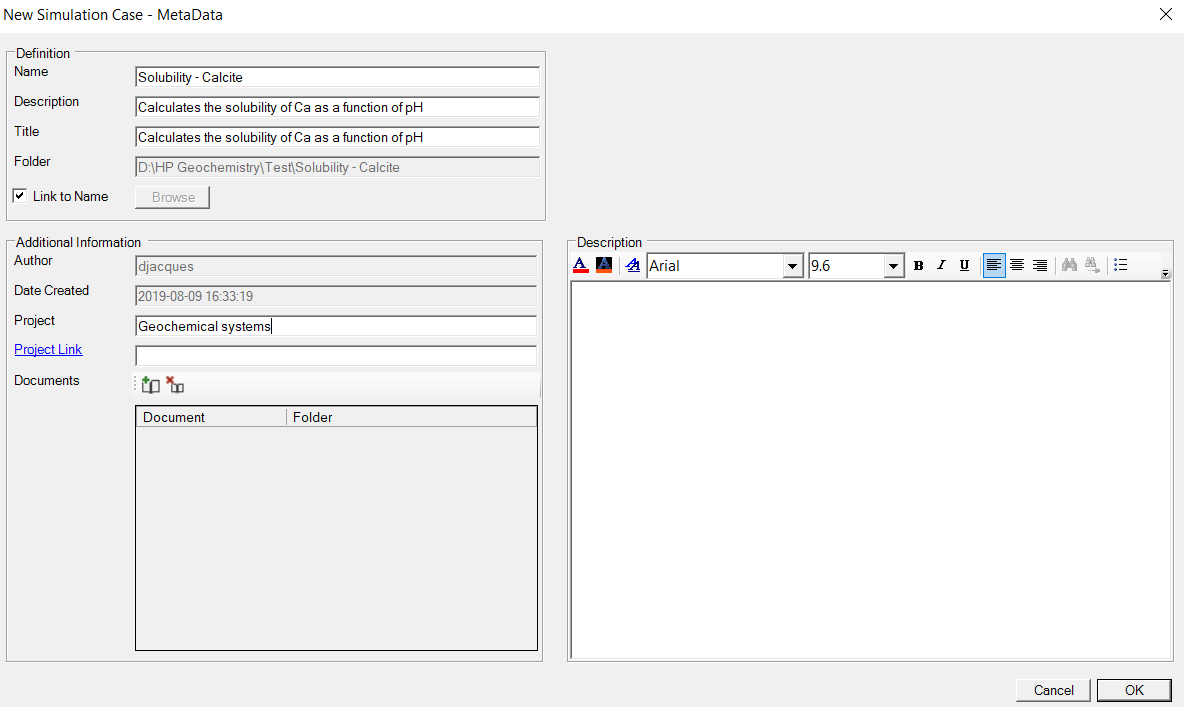 New Simulation Case - MetaData
Definition
Name
Solubility - Calcite
Description
Calculates the solubility of Ca as a function of pH
Title
Calculates the solubility of Ca as a function of pH
Folder
D:\HP Geochemistry\Test\Solubility - Calcite
Link to Name
Browse
Additional Information
Author
djacques
Date Created
2019-08-09 16:33:19
Project
Geochemical systems
Project Link
Documents
Document Folder
Description
A A A Arial 9.6 B I U
Cancel OK